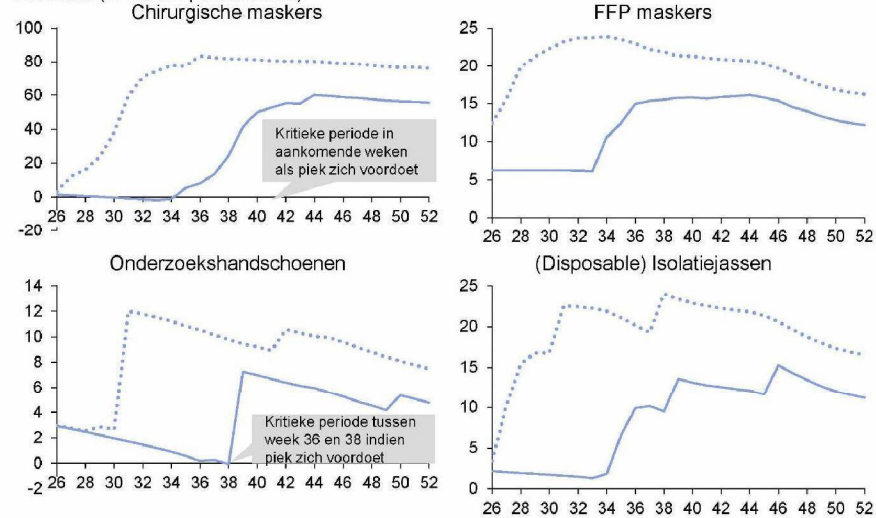 Chirurgische maskers
100
80
60
40
20
0
-20
26 28 30 32 34 36 38 40 42 44 46 48 50 52
Kritieke periode in
aankomende weken
als piek zich voordoet
FFP maskers
25
20
15
10
5
0
26 28 30 32 34 36 38 40 42 44 46 48 50 52
Onderzoekshandschoenen
14
12
10
8
6
4
2
0
-2
26 28 30 32 34 36 38 40 42 44 46 48 50 52
Kritieke periode tussen
week 36 en 38 indien
piek zich voordoet
(Disposable) Isolatiejassen
25
20
15
10
5
0
26 28 30 32 34 36 38 40 42 44 46 48 50 52